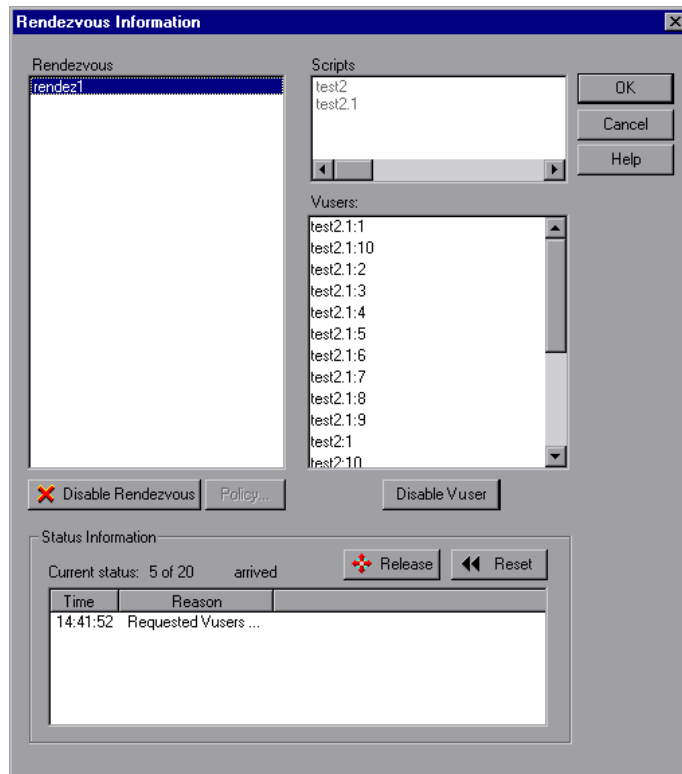 Rendezvous Information
Rendezvous
rendez1
Scripts
test2
test2.1
OK
Cancel
Help
Vusers:
test2.1:1
test2.1:10
test2.1:2
test2.1:3
test2.1:4
test2.1:5
test2.1:6
test2.1:7
test2.1:8
test2.1:9
test2:1
test2:10
Disable Rendezvous
Policy...
Disable Vuser
Status Information
Current status: 5 of 20 arrived
Release
Reset
Time Reason
14:41:52 Requested Vusers ...